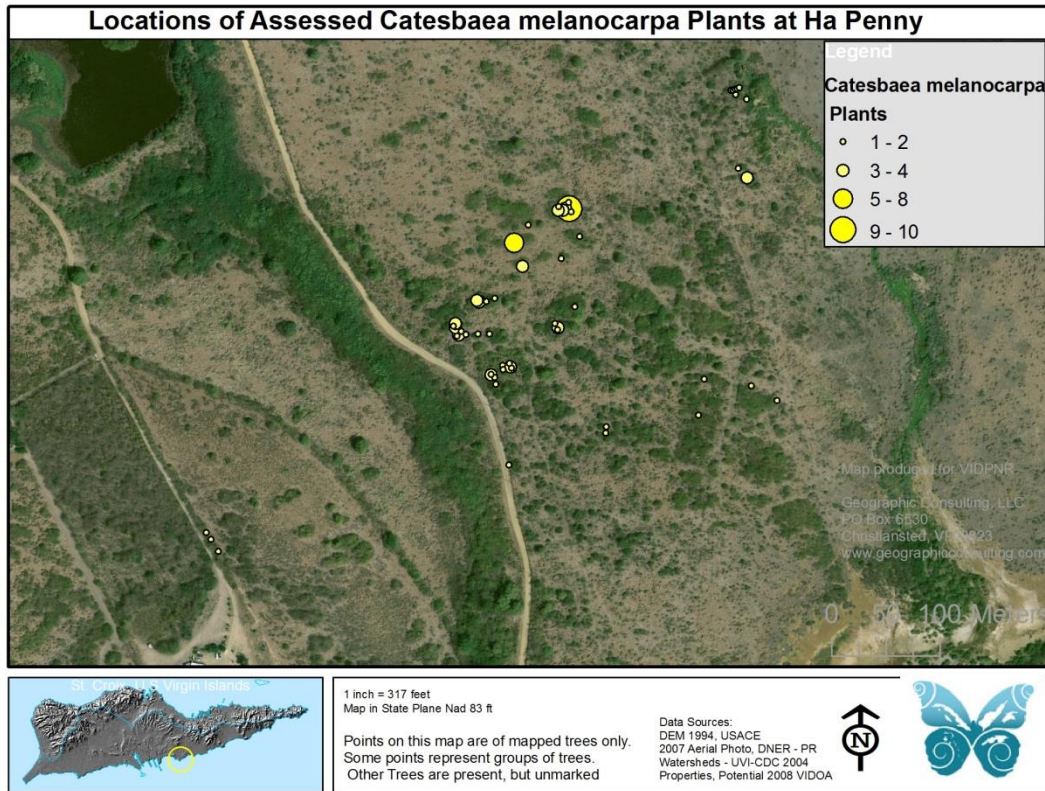 Locations of Assessed Catesbaea melanocarpa Plants at Ha Penny
Legend
Catesbaea melanocarpa
Plants
1 - 2
3 - 4
5 - 8
9 - 10
Map produced for VIDPNR
Geographic Consulting, LLC
PO Box 6530
Christiansted, VI 00823
www.geographicconsulting.com
0 50 100 Meters
St. Croix, U.S Virgin Islands
1 inch = 317 feet
Map in State Plane Nad 83 ft
Points on this map are of mapped trees only.
Some points represent groups of trees.
Other Trees are present, but unmarked
Data Sources:
DEM 1994, USACE
2007 Aerial Photo, DNER - PR
Watersheds - UVI-CDC 2004
Properties, Potential 2008 VIDOA
N